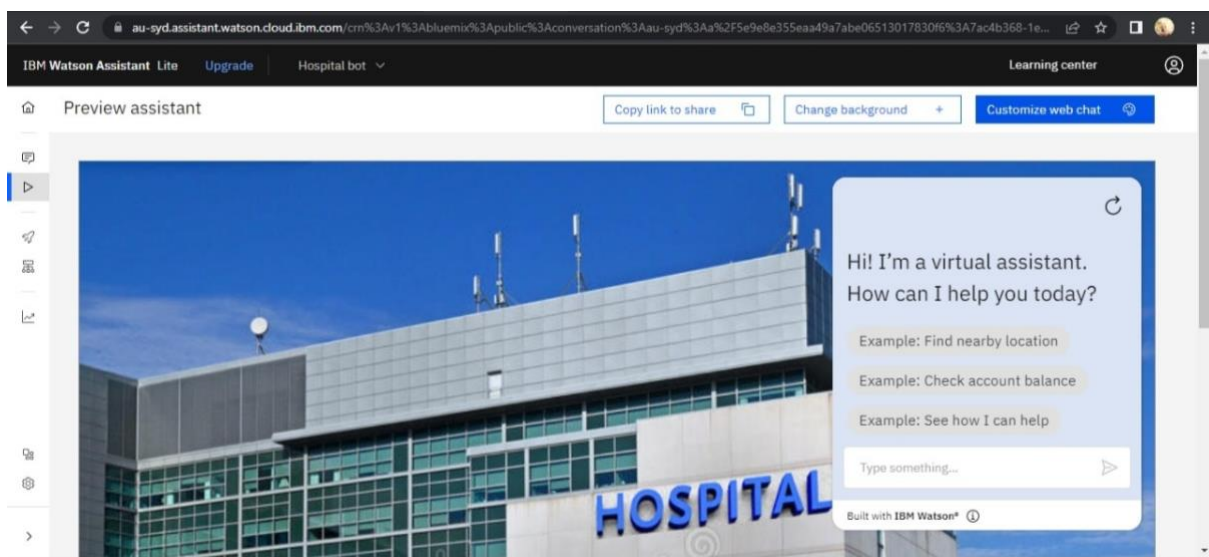 au-syd.assistant.watson.cloud.ibm.com/crn%3Av1%3Abluemix%3Apublic%3Aconversation%3Aau-syd%3Aa%2F5e9e8e355eaa49a7abe06513017830f6%3A7ac4b368-1e...
IBM Watson Assistant Lite Upgrade Hospital bot Learning center
Preview assistant Copy link to share Change background + Customize web chat
Hi! I'm a virtual assistant.
How can I help you today?
Example: Find nearby location
Example: Check account balance
Example: See how I can help
Type something...
Built with IBM Watson®
HOSPITAL